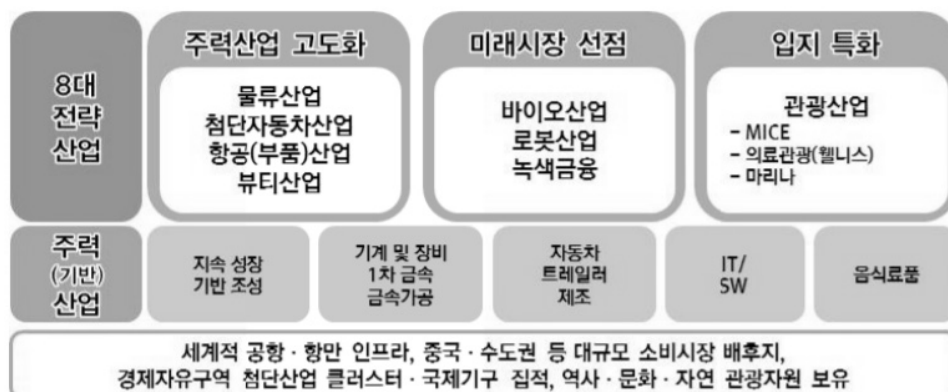 8대
전략
산업
주력산업 고도화
물류산업
첨단자동차산업
항공(부품)산업
뷰티산업
미래시장 선점
바이오산업
로봇산업
녹색금융
입지 특화
관광산업
– MICE
– 의료관광(웰니스)
– 마리나
주력
(기반)
산업
지속 성장
기반 조성
기계 및 장비
1차 금속
금속가공
자동차
트레일러
제조
IT/
SW
음식료품
세계적 공항·항만 인프라, 중국·수도권 등 대규모 소비시장 배후지,
경제자유구역 첨단산업 클러스터·국제기구 집적, 역사·문화·자연 관광자원 보유